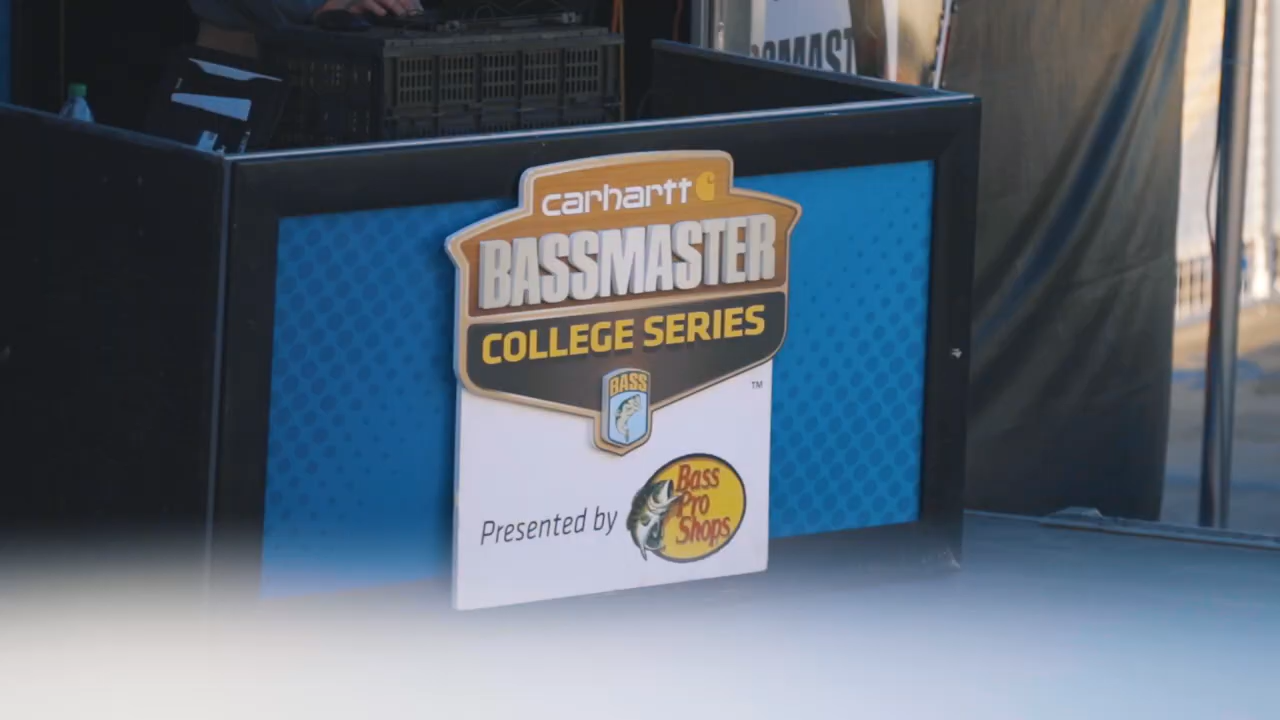 carhartt
BASSMASTER
COLLEGE SERIES
BASS
TM
Presented by
Bass
Pro
Shops